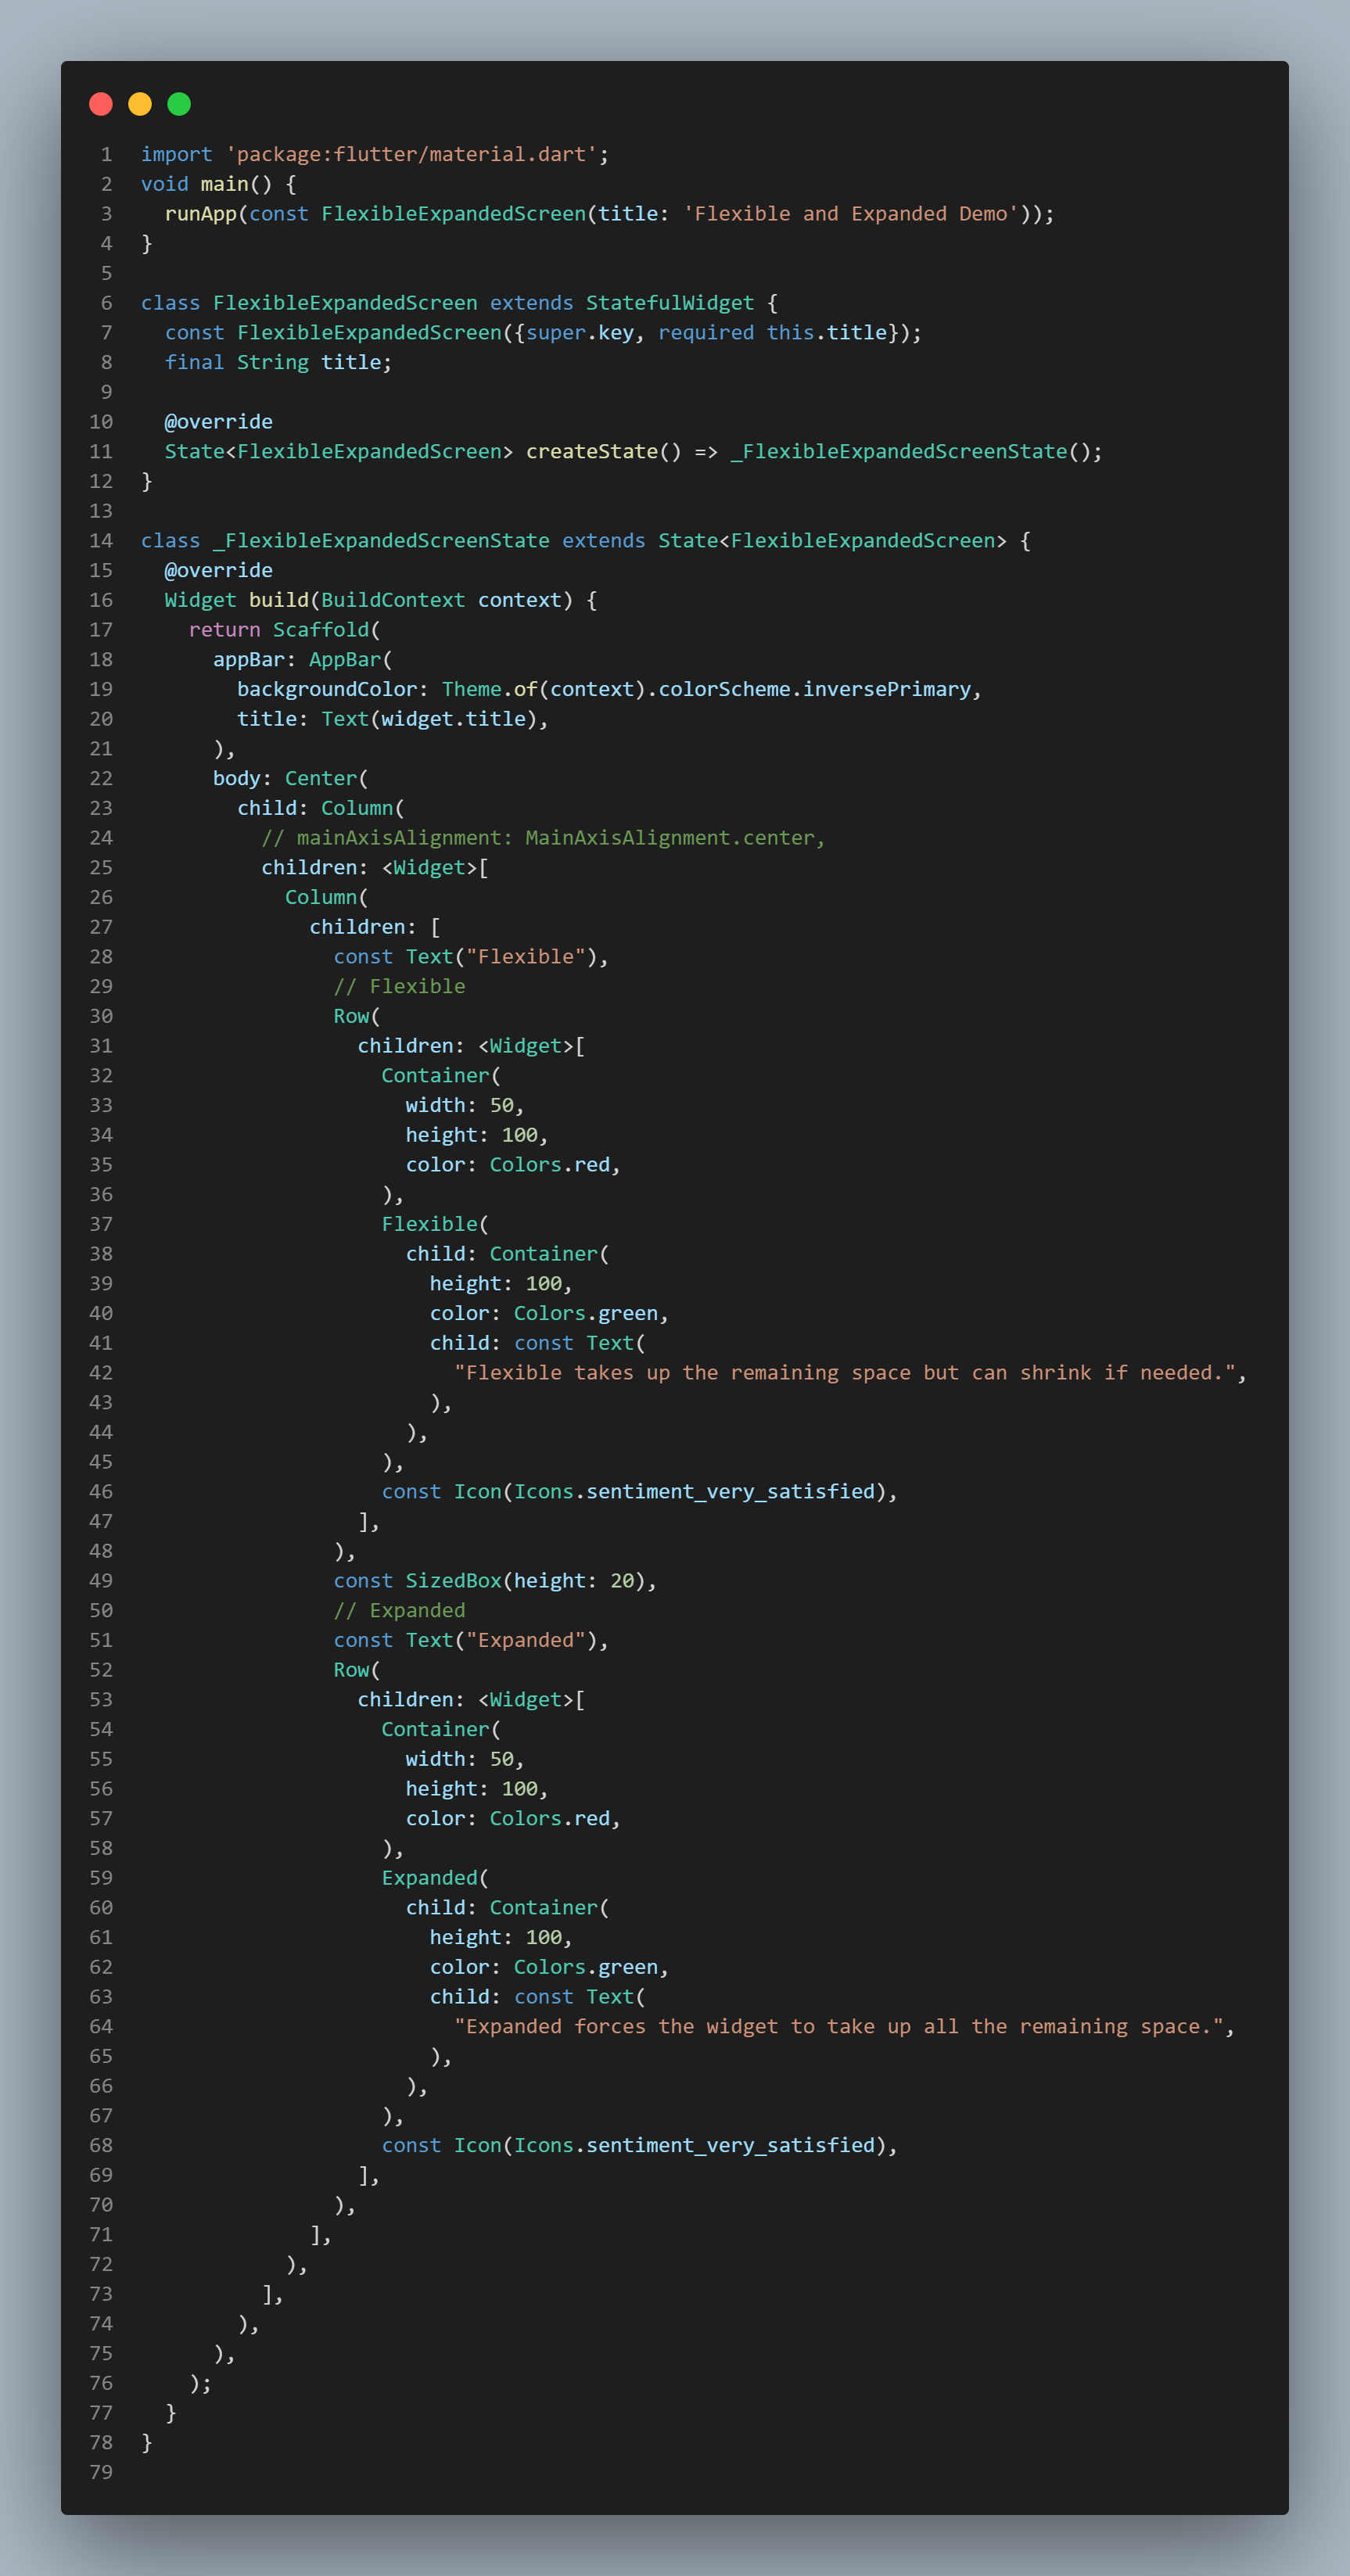 1 import 'package:flutter/material.dart';
2 void main() {
3   runApp(const FlexibleExpandedScreen(title: 'Flexible and Expanded Demo'));
4 }
5
6 class FlexibleExpandedScreen extends StatefulWidget {
7   const FlexibleExpandedScreen({super.key, required this.title});
8   final String title;
9
10   @override
11   State<FlexibleExpandedScreen> createState() => _FlexibleExpandedScreenState();
12 }
13
14 class _FlexibleExpandedScreenState extends State<FlexibleExpandedScreen> {
15   @override
16   Widget build(BuildContext context) {
17     return Scaffold(
18       appBar: AppBar(
19         backgroundColor: Theme.of(context).colorScheme.inversePrimary,
20         title: Text(widget.title),
21       ),
22       body: Center(
23         child: Column(
24           // mainAxisAlignment: MainAxisAlignment.center,
25           children: <Widget>[
26             Column(
27               children: [
28                 const Text("Flexible"),
29                 // Flexible
30                 Row(
31                   children: <Widget>[
32                     Container(
33                       width: 50,
34                       height: 100,
35                       color: Colors.red,
36                     ),
37                     Flexible(
38                       child: Container(
39                         height: 100,
40                         color: Colors.green,
41                         child: const Text(
42                           "Flexible takes up the remaining space but can shrink if needed.",
43                         ),
44                       ),
45                     ),
46                     const Icon(Icons.sentiment_very_satisfied),
47                   ],
48                 ),
49                 const SizedBox(height: 20),
50                 // Expanded
51                 const Text("Expanded"),
52                 Row(
53                   children: <Widget>[
54                     Container(
55                       width: 50,
56                       height: 100,
57                       color: Colors.red,
58                     ),
59                     Expanded(
60                       child: Container(
61                         height: 100,
62                         color: Colors.green,
63                         child: const Text(
64                           "Expanded forces the widget to take up all the remaining space.",
65                         ),
66                       ),
67                     ),
68                     const Icon(Icons.sentiment_very_satisfied),
69                   ],
70                 ),
71               ],
72             ),
73           ],
74         ),
75       ),
76     );
77   }
78 }
79